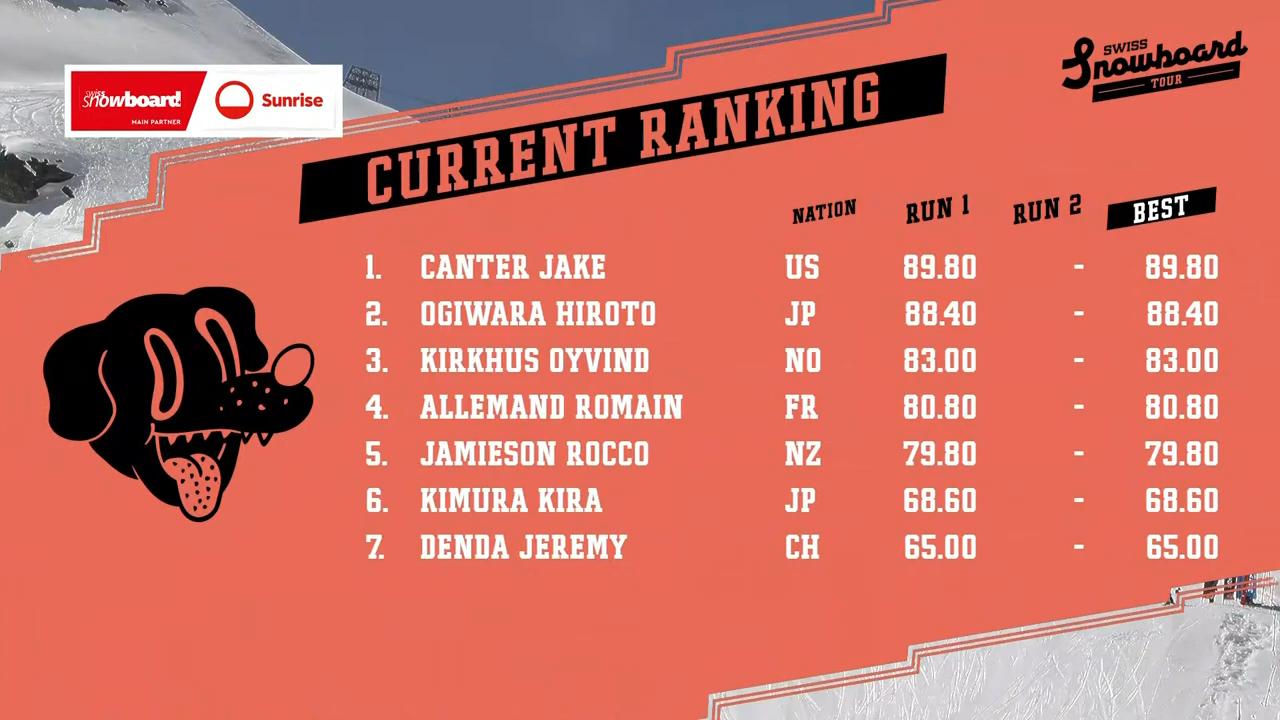 swiss snowboard
MAIN PARTNER
Sunrise
SWISS
Snowboard
TOUR
CURRENT RANKING
NATION RUN 1 RUN 2 BEST
1. CANTER JAKE US 89.80 - 89.80
2. OGIWARA HIROTO JP 88.40 - 88.40
3. KIRKHUS OYVIND NO 83.00 - 83.00
4. ALLEMAND ROMAIN FR 80.80 - 80.80
5. JAMIESON ROCCO NZ 79.80 - 79.80
6. KIMURA KIRA JP 68.60 - 68.60
7. DENDA JEREMY CH 65.00 - 65.00